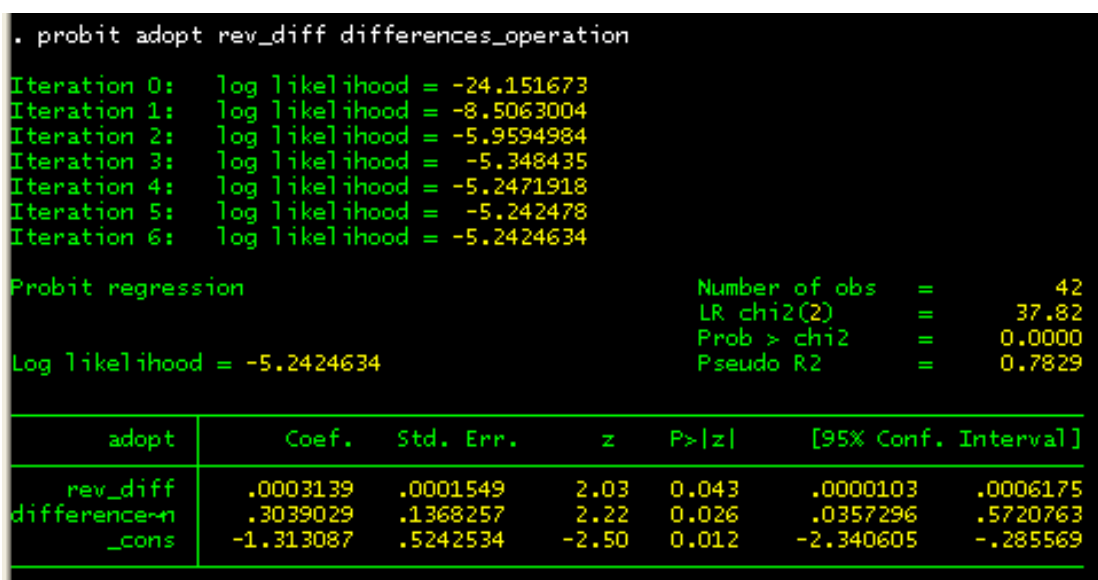 . probit adopt rev_diff differences_operation
Iteration 0: log likelihood = -24.151673
Iteration 1: log likelihood = -8.5063004
Iteration 2: log likelihood = -5.9594984
Iteration 3: log likelihood = -5.348435
Iteration 4: log likelihood = -5.2471918
Iteration 5: log likelihood = -5.242478
Iteration 6: log likelihood = -5.2424634
Probit regression Number of obs = 42
LR chi2(2) = 37.82
Prob > chi2 = 0.0000
Log likelihood = -5.2424634 Pseudo R2 = 0.7829
adopt Coef. Std. Err. z P>|z| [95% Conf. Interval]
rev_diff .0003139 .0001549 2.03 0.043 .0000103 .0006175
difference~n .3039029 .1368257 2.22 0.026 .0357296 .5720763
_cons -1.313087 .5242534 -2.50 0.012 -2.340605 -.285569